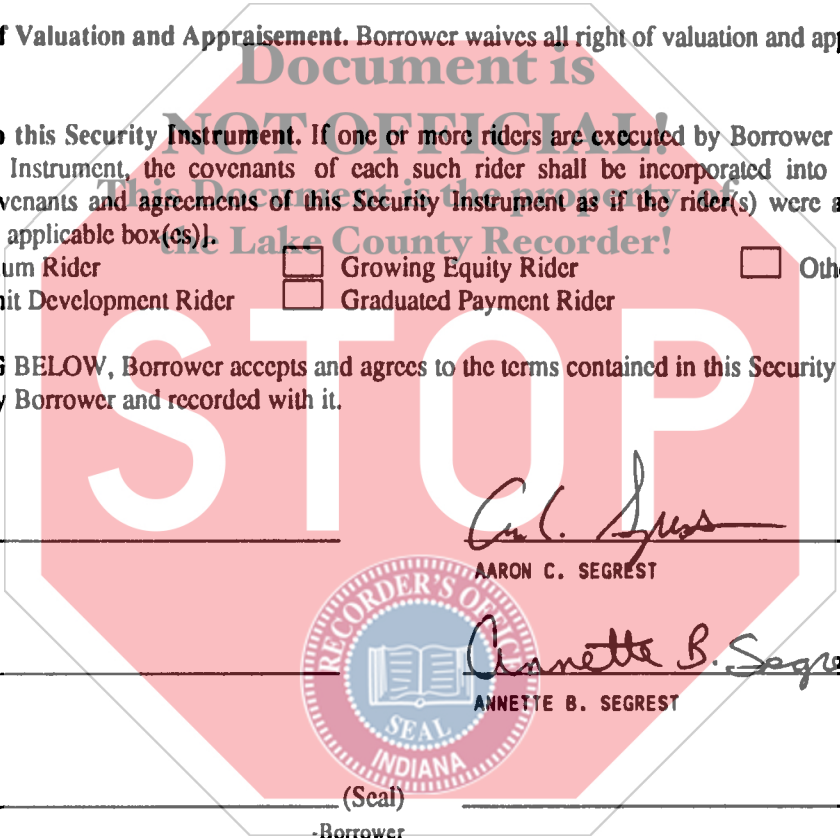 f Valuation and Appraisement. Borrower waives all right of valuation and app
Document is
NOT OFFICIAL!
o this Security Instrument. If one or more riders are executed by Borrower
Instrument, the covenants of each such rider shall be incorporated into
This Document is the property of
venants and agreements of this Security Instrument as if the rider(s) were a
applicable box(es)].
the Lake County Recorder!
um Rider Growing Equity Rider Oth
nit Development Rider Graduated Payment Rider
G BELOW, Borrower accepts and agrees to the terms contained in this Security
y Borrower and recorded with it.
STOP
AARON C. SEGREST
RECORDER'S OFFICE
Annette B. Segre
ANNETTE B. SEGREST
SEAL
INDIANA
(Seal)
-Borrower